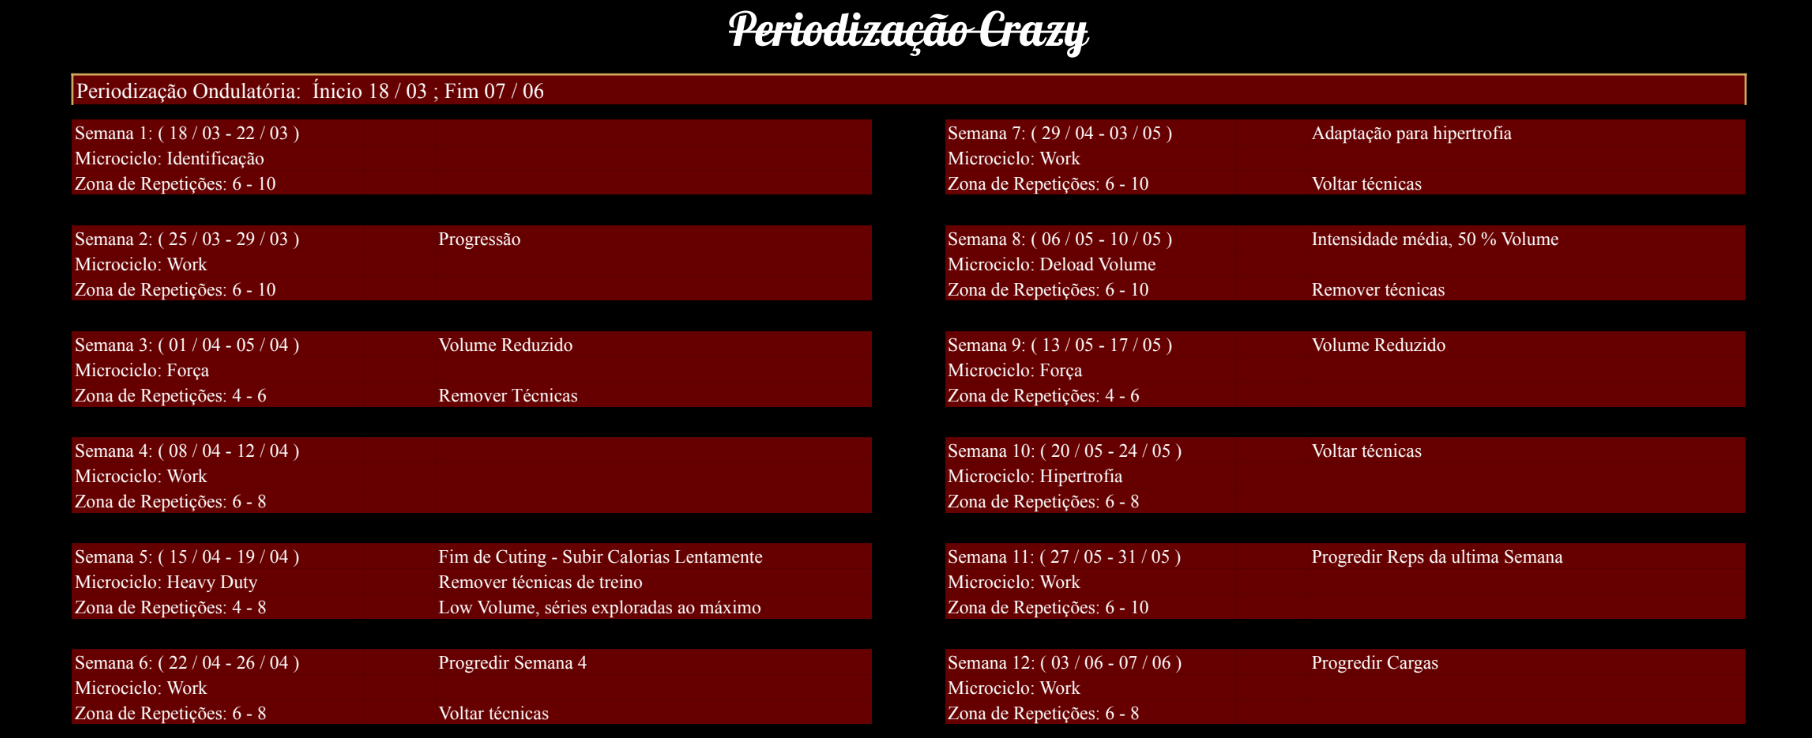 Periodização Crazy
Periodização Ondulatória:  Ínicio 18 / 03 ; Fim 07 / 06
Semana 1: ( 18 / 03 - 22 / 03 )
Microciclo: Identificação
Zona de Repetições: 6 - 10
Semana 2: ( 25 / 03 - 29 / 03 ) Progressão
Microciclo: Work
Zona de Repetições: 6 - 10
Semana 3: ( 01 / 04 - 05 / 04 ) Volume Reduzido
Microciclo: Força
Zona de Repetições: 4 - 6 Remover Técnicas
Semana 4: ( 08 / 04 - 12 / 04 )
Microciclo: Work
Zona de Repetições: 6 - 8
Semana 5: ( 15 / 04 - 19 / 04 ) Fim de Cuting - Subir Calorias Lentamente
Microciclo: Heavy Duty Remover técnicas de treino
Zona de Repetições: 4 - 8 Low Volume, séries exploradas ao máximo
Semana 6: ( 22 / 04 - 26 / 04 ) Progredir Semana 4
Microciclo: Work
Zona de Repetições: 6 - 8 Voltar técnicas
Semana 7: ( 29 / 04 - 03 / 05 ) Adaptação para hipertrofia
Microciclo: Work
Zona de Repetições: 6 - 10 Voltar técnicas
Semana 8: ( 06 / 05 - 10 / 05 ) Intensidade média, 50 % Volume
Microciclo: Deload Volume
Zona de Repetições: 6 - 10 Remover técnicas
Semana 9: ( 13 / 05 - 17 / 05 ) Volume Reduzido
Microciclo: Força
Zona de Repetições: 4 - 6
Semana 10: ( 20 / 05 - 24 / 05 ) Voltar técnicas
Microciclo: Hipertrofia
Zona de Repetições: 6 - 8
Semana 11: ( 27 / 05 - 31 / 05 ) Progredir Reps da ultima Semana
Microciclo: Work
Zona de Repetições: 6 - 10
Semana 12: ( 03 / 06 - 07 / 06 ) Progredir Cargas
Microciclo: Work
Zona de Repetições: 6 - 8